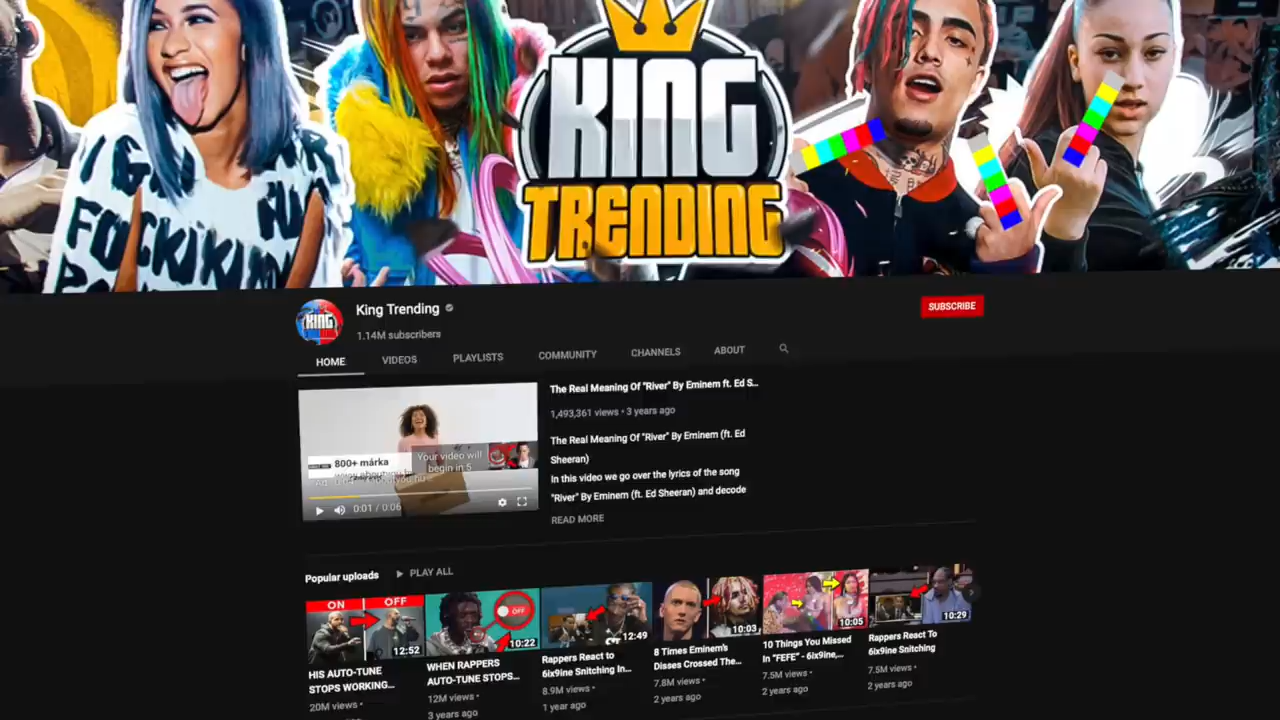 KING
TRENDING
King Trending
1.14M subscribers
SUBSCRIBE
HOME
VIDEOS
PLAYLISTS
COMMUNITY
CHANNELS
ABOUT
The Real Meaning Of "River" By Eminem ft. Ed S...
1,493,361 views • 3 years ago
The Real Meaning Of "River" By Eminem (ft. Ed
Sheeran)
In this video we go over the lyrics of the song
"River" By Eminem (ft. Ed Sheeran) and decode
READ MORE
800+ márka
Your video will
begin in 5
0:01 / 0:06
Popular uploads
PLAY ALL
ON
OFF
12:52
HIS AUTO-TUNE
STOPS WORKING...
20M views •
OFF
10:22
WHEN RAPPERS
AUTO-TUNE STOPS...
12M views •
3 years ago
12:49
Rappers React to
6ix9ine Snitching In...
8.9M views •
1 year ago
10:03
8 Times Eminem's
Disses Crossed The...
7.8M views •
2 years ago
10:05
10 Things You Missed
In "FEFE" - 6ix9ine,...
7.5M views •
2 years ago
10:29
Rappers React To
6ix9ine Snitching
7.5M views •
2 years ago